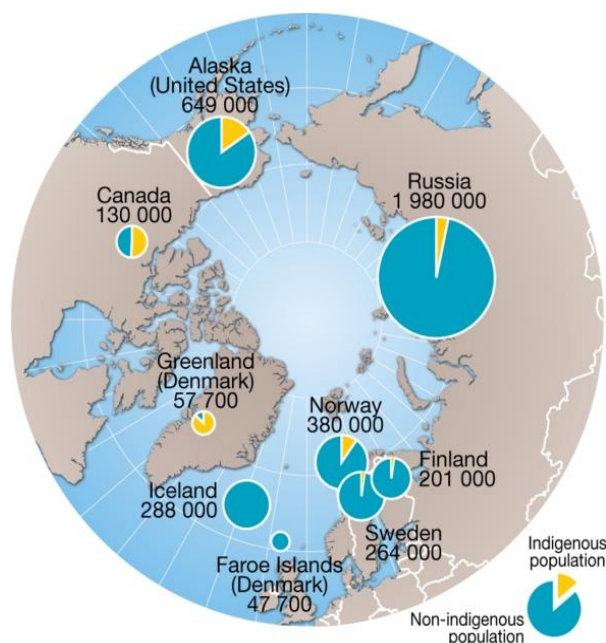 Alaska
(United States)
649 000
Russia
1 980 000
Canada
130 000
Greenland
(Denmark)
57 700
Norway
380 000
Finland
201 000
Iceland
288 000
Sweden
264 000
Faroe Islands
(Denmark)
47 700
Indigenous
population
Non-indigenous
population